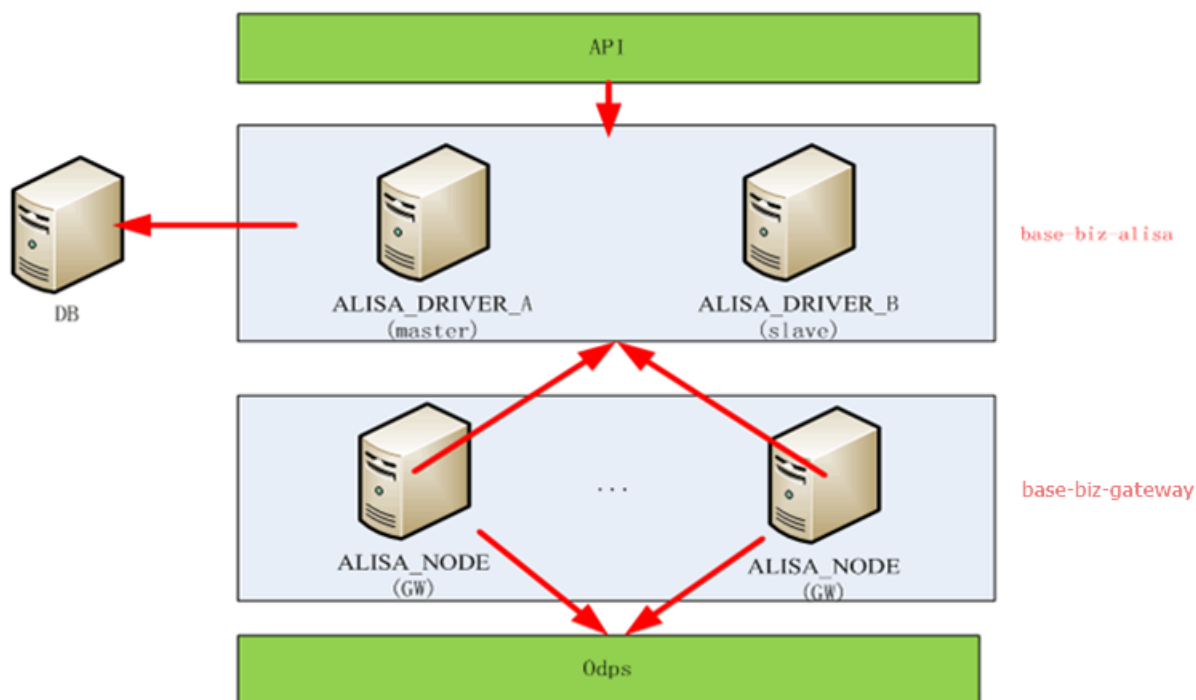 API
DB
ALISA_DRIVER_A
(master)
ALISA_DRIVER_B
(slave)
base-biz-alisa
ALISA_NODE
(GW)
...
ALISA_NODE
(GW)
base-biz-gateway
Odps